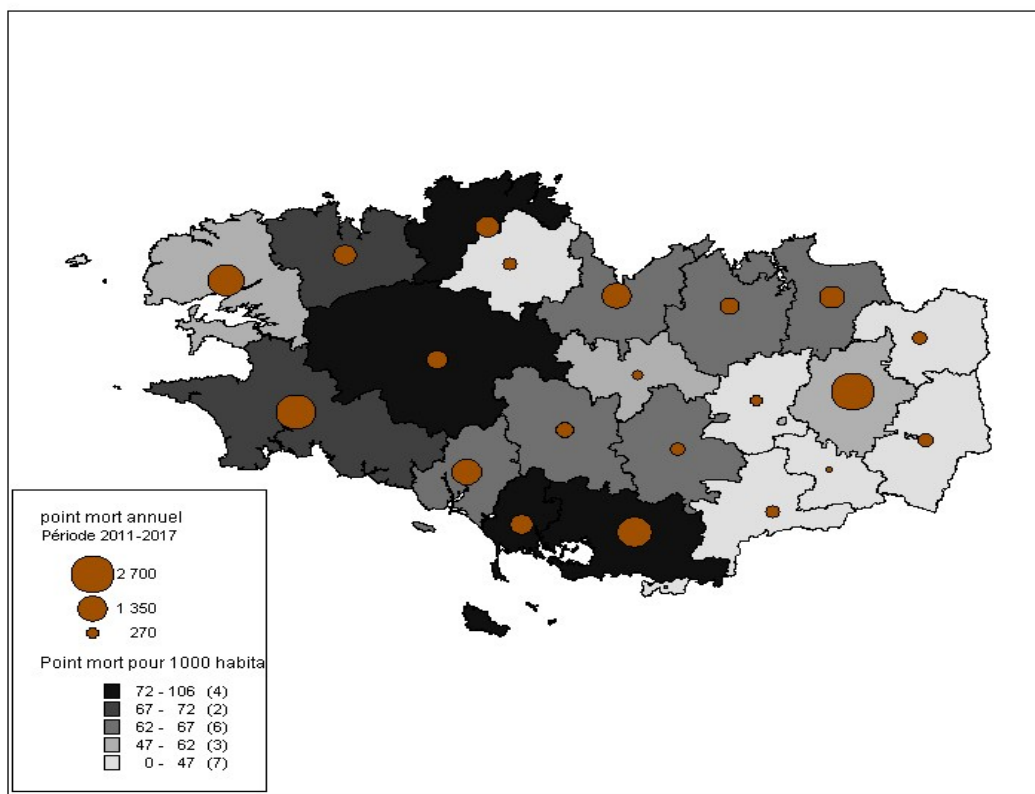 point mort annuel
Période 2011-2017
2 700
1 350
270
Point mort pour 1000 habita
72 - 106 (4)
67 - 72 (2)
62 - 67 (6)
47 - 62 (3)
0 - 47 (7)